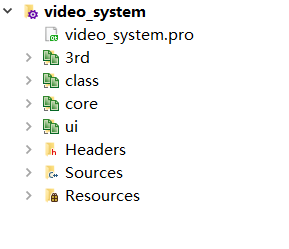 video_system
video_system.pro
3rd
class
core
ui
Headers
Sources
Resources